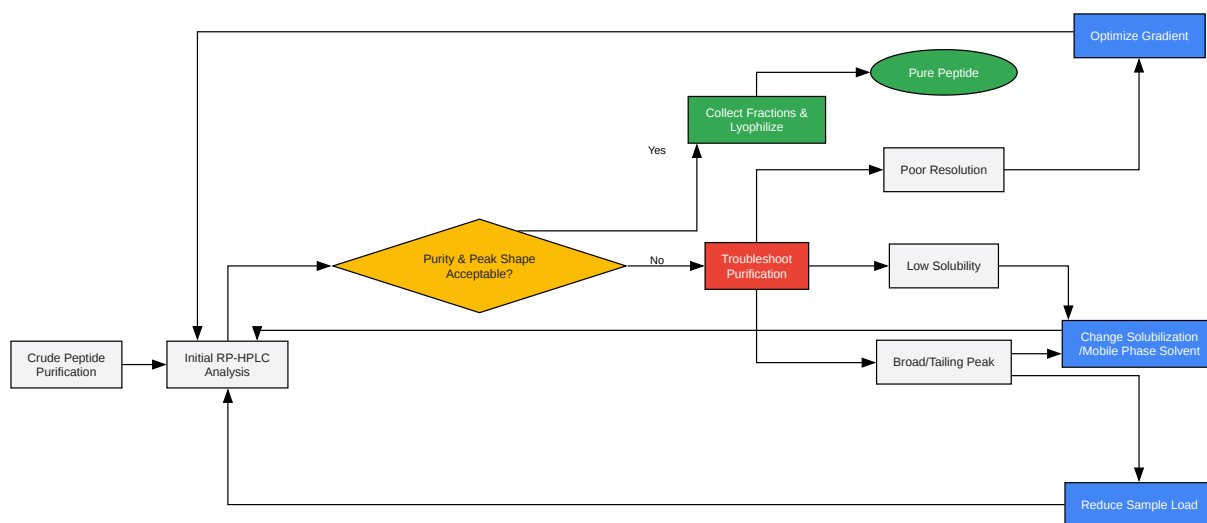 Optimize Gradient
Pure Peptide
Collect Fractions &
Lyophilize
Yes
Poor Resolution
Purity & Peak Shape
Acceptable?
No
Troubleshoot
Purification
Low Solubility
Change Solubilization
/Mobile Phase Solvent
Crude Peptide
Purification
Initial RP-HPLC
Analysis
Broad/Tailing Peak
Reduce Sample Load